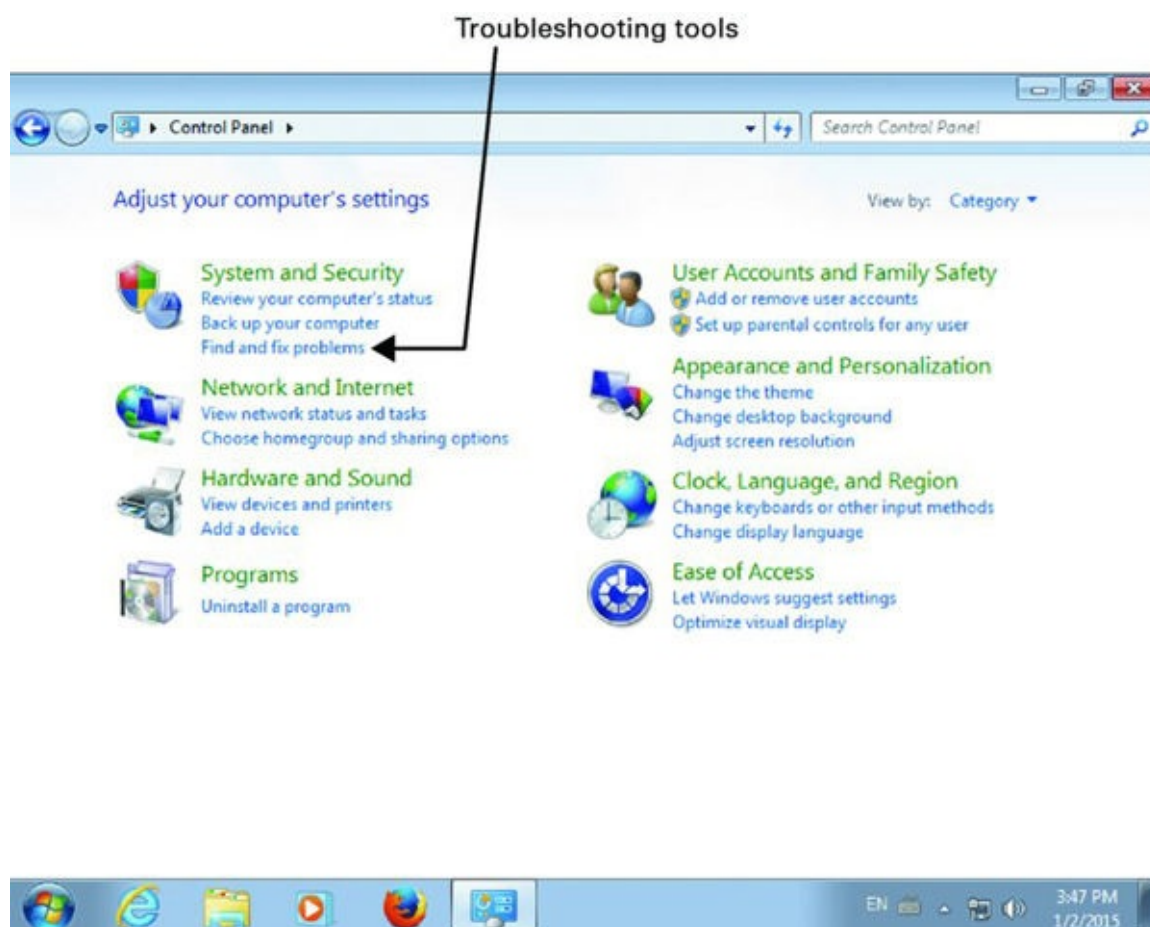 Troubleshooting tools
Control Panel
Search Control Panel
Adjust your computer's settings
View by: Category
System and Security
Review your computer's status
Back up your computer
Find and fix problems
Network and Internet
View network status and tasks
Choose homegroup and sharing options
Hardware and Sound
View devices and printers
Add a device
Programs
Uninstall a program
User Accounts and Family Safety
Add or remove user accounts
Set up parental controls for any user
Appearance and Personalization
Change the theme
Change desktop background
Adjust screen resolution
Clock, Language, and Region
Change keyboards or other input methods
Change display language
Ease of Access
Let Windows suggest settings
Optimize visual display
EN
3:47 PM
1/2/2015